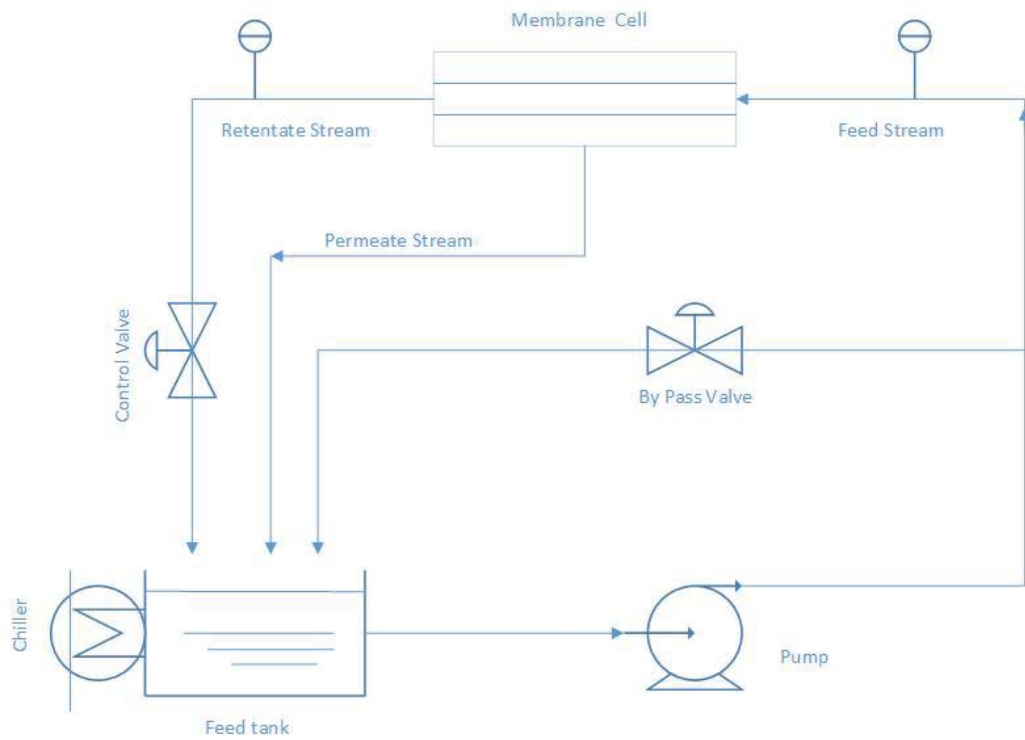 Membrane Cell
Retentate Stream
Feed Stream
Permeate Stream
Control Valve
By Pass Valve
Chiller
Pump
Feed tank